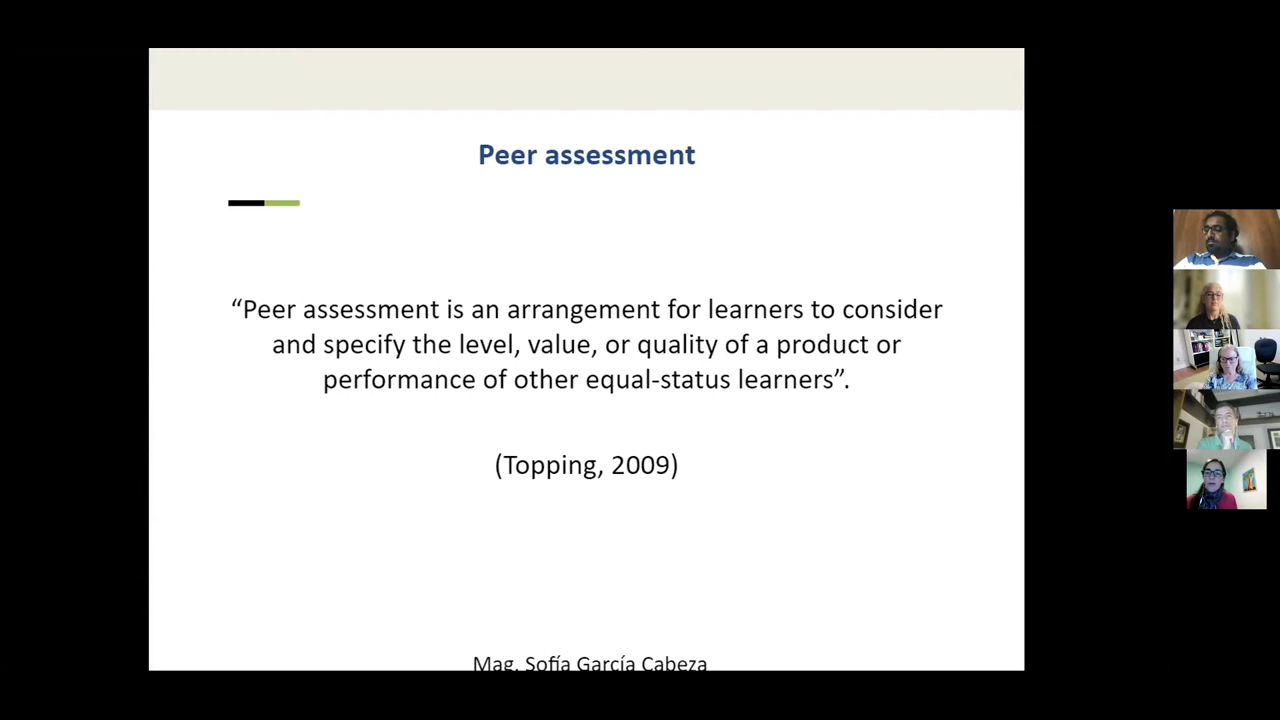 Peer assessment
“Peer assessment is an arrangement for learners to consider
and specify the level, value, or quality of a product or
performance of other equal-status learners”.
(Topping, 2009)
Mag. Sofía García Cabeza